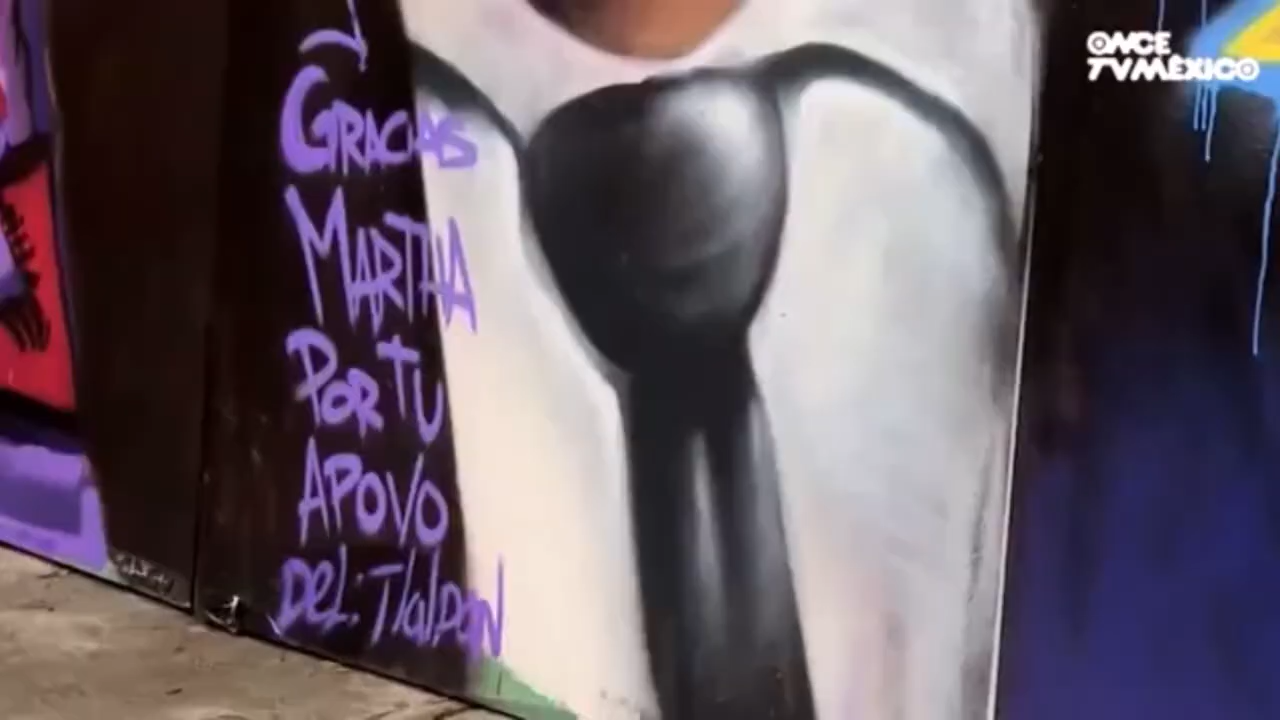 ONCE
TV MÉXICO
GRACIAS
MARTHA
POR TU
APOYO
DEL: Tlalpan